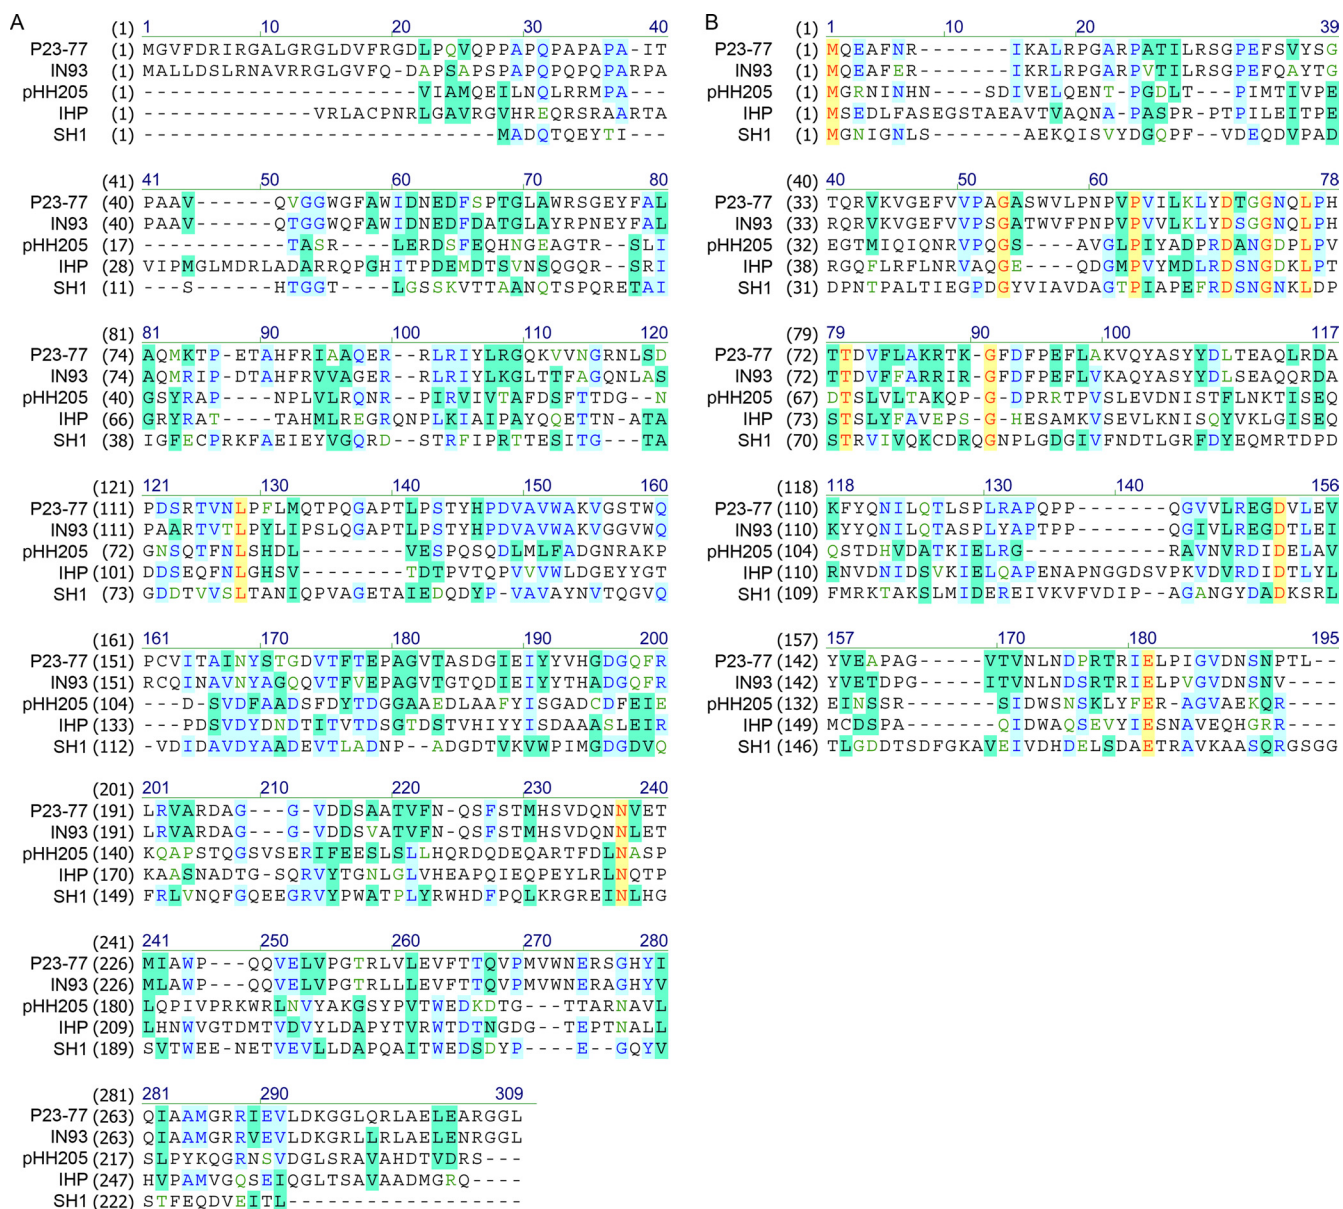 A
(1) 1 10 20 30 40
P23-77 (1) MGVFDRIRGALGRGLDVFRGDLPQVQPPAPQPAPAPA-IT
IN93 (1) MALLDSLRNAVRRGLGVFQ-DAPSAPSPAPQPQPQPARPA
pHH205 (1) ---------------------VIAMQEILNQLRRMPA---
IHP (1) -------------VRLACPNRLGAVRGVHREQRSRAARTA
SH1 (1) ---------------------------MADQTQEYTI---
(41) 41 50 60 70 80
P23-77 (40) PAAV------QVGGWGFAWIDNEDFSPTGLAWRSGEYFAL
IN93 (40) PAAV------QTGGWQFAWIDNEDFDATGLAYRPNEYFAL
pHH205 (17) -----------TASR----LERDSFEQHNGEAGTR-SLI
IHP (28) VIPMGLMDRLADARRQPGHITPDEMDTSVNSQGQR--SRI
SH1 (11) ---S------HTGGT----LGSSKVTTAANQTSPQRETAI
(81) 81 90 100 110 120
P23-77 (74) AQMKTP-ETAHFRIAAQER--RLRIYLRGQKVVNGRNLSD
IN93 (74) AQMRIP-DTAHFRVVAGER--RLRIYLKGLTTFAGQNLAS
pHH205 (40) GSYRAP---NPLVLRQNR--PIRVIVTAFDSFTTDG--N
IHP (66) GRYAT----TAHMLREGRQNPLKIAIPAYQQETTN-ATA
SH1 (38) IGFECPRKFAEIEYVGQRD--STRFIPRTTESITG---TA
(121) 121 130 140 150 160
P23-77 (111) PDSRTVNLPFLMQTPQGAPTLPSTYHPDVAVWAKVGSTWQ
IN93 (111) PAARTVTLPYLIPSLQGAPTLPSTYHPDVAVWAKVGGVWQ
pHH205 (72) GNSQTFNLSHDL--------VESPQSQDLMLFADGNRAKP
IHP (101) DDSEQFNLGHSV--------TDTPVTQPVVVWLDGEYYGT
SH1 (73) GDDTVVSLTANIQPVAGETAIEDQDYP-VAVAYNVTQGVQ
(161) 161 170 180 190 200
P23-77 (151) PCVITAINYSTGDVTFTEPAGVTASDGIEIYYVHGDGQFR
IN93 (151) RCQINAVNYAGQQVTFVEPAGVTGTQDIEIYYTHADGQFR
pHH205 (104) ---D-SVDFAADSFDYTDGGAAEDLAAFYISGADCDFEIE
IHP (133) ---PDSVDYDNDTITVTDSGTDSTVHIYYISDAAASLEIR
SH1 (112) -VDIDAVDYAADEVTLADNP--ADGDTVKVWPIMGDGDVQ
(201) 201 210 220 230 240
P23-77 (191) LRVARDAG---G-VDDSAATVFN-QSFSTMHSVDQNNVET
IN93 (191) LRVARDAG---G-VDDSVATVFN-QSFSTMHSVDQNNLET
pHH205 (140) KQAPSTQGSVSERIFEESLSLLHQRDQDEQARTFDLNASP
IHP (170) KAASNADTG-SQRVYTGNLGLVHEAPQIEQPEYLRLNQTP
SH1 (149) FRLVNQFGQEEGRVYPWATPLYRWHDFPQLKRGREINLHG
(241) 241 250 260 270 280
P23-77 (226) MIAWP---QQVELVPGTRLVLEVFTTQVPMVWNERSGHYI
IN93 (226) MLAWP---QQVELVPGTRLLLEVFTTQVPMVWNERAGHYV
pHH205 (180) LQPIVPRKWRLNVYAKGSYPVTWEDKDTG---TTARNAVL
IHP (209) LHNWVGTDMTVDVYLDAPYTVRWTDTNGDG--TEPTNALL
SH1 (189) SVTWEE-NETVEVLLDAPQAITWEDSDYP----E--GQYV
(281) 281 290 309
P23-77 (263) QIAAMGRRIEVLDKGGLQRLAELEARGGL
IN93 (263) QIAAMGRRVEVLDKGRLLRLAELENRGGL
pHH205 (217) SLPYKQGRNSVDGLSRAVAHDTVDRS---
IHP (247) HVPAMVGQSEIQGLTSAVAADMGRQ----
SH1 (222) STFEQDVEITL------------------
B
(1) 1 10 20 39
P23-77 (1) MQEAFNR-------IKALRPGARPATILRSGPEFSVYSG
IN93 (1) MQEAFER-------IKRLRPGARPVTILRSGPEFQAYTG
pHH205 (1) MGRNINHN----SDIVELQENT-PGDLT--PIMTIVPE
IHP (1) MSEDLFASEGSTAEAVTVAQNA-PASPR-PTPILEITPE
SH1 (1) MGNIGNLS-----AEKQISVYDGQPF--VDEQDVPAD
(40) 40 50 60 78
P23-77 (33) TQRVKVGEFVVPAGASWVLPNPVPVILKLYDTGGNQLPH
IN93 (33) RQRVKVGEFVVPSGATWVFPNPVPVILKLYDTGGNQLPH
pHH205 (32) EGTMIQIQNRVPQGS----AVGLPIYADPRDANGDPLPV
IHP (38) RGQFLRFLNRVAQGE----QDGMPVYMDLRDSNGDKLPT
SH1 (31) DPNTPALTIEGPDGYVIAVDAGTPIAPEFRDSNGNKLDP
(79) 79 90 100 117
P23-77 (72) TTDVFLAKRTK-GFDFPEFLAKVQYASYYDLTEAQLRDA
IN93 (72) TTDVFFARRIR-GFDFPEFLVKAQYASYYDLSEAQQRDA
pHH205 (67) DTSLVLTAKQP-GDPRRTPVSLEVDNISTFLNKTISEQ
IHP (73) STSLYFAVEPS-GHESAMKVSEVLKNISQYVKLGISEQ
SH1 (70) STRVIVQKCDRQGNPLGDGIVFNDTLGRFDYEQMRTDPD
(118) 118 130 140 156
P23-77 (110) KFYQNILQTLSPLRAPQPP------QGVVLREGDVLEV
IN93 (110) KYYQNILQTASPLYAPTPP------QGIVLREGDVLEI
pHH205 (104) QSTDHVDATKIELRG----------RAVNVRDIDELAV
IHP (110) RNVDNIDSVKIELQAPENAPNGGDSVPKVDVRDIDTLYL
SH1 (109) FMRKTAKSLMIDEREIVKVFVDIP--AGANGYDADKSRL
(157) 157 170 180 195
P23-77 (142) YVEAPAG-----VTVNLNDPRTRIELPIGVDNSNPTL--
IN93 (142) YVETDPG-----ITVNLNDSRTRIELPVGVDNSNV----
pHH205 (132) EINSSR------SIDWSNSKLYFER-AGVAEKQR-----
IHP (149) MCDSPA------QIDWAQSEVYIESNAVEQHGRR-----
SH1 (146) TLGDDTSDFGKAVEIVDHDELSDAETRAVKAASQRGSGG